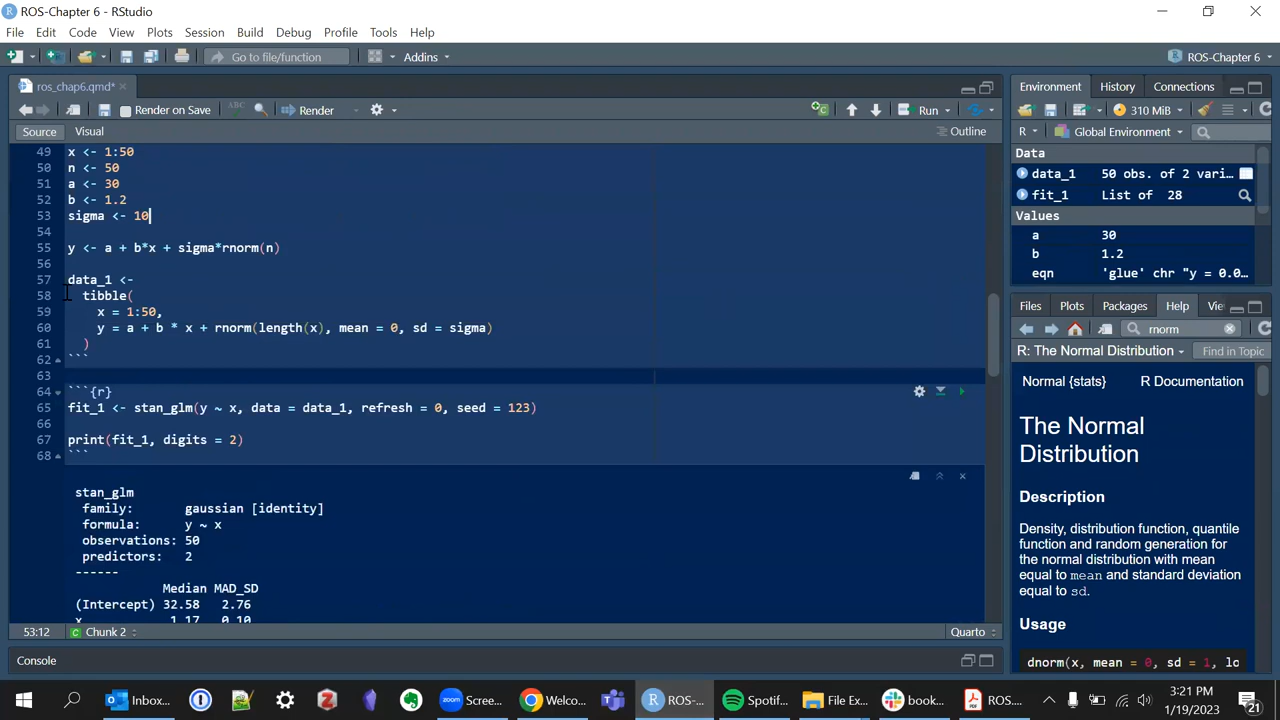 ROS-Chapter 6 - RStudio
File Edit Code View Plots Session Build Debug Profile Tools Help
Go to file/function Addins ROS-Chapter 6
ros_chap6.qmd*
Render on Save ABC Render Run
Source Visual Outline
49 x <- 1:50
50 n <- 50
51 a <- 30
52 b <- 1.2
53 sigma <- 10
54
55 y <- a + b*x + sigma*rnorm(n)
56
57 data_1 <-
58 tibble(
59 x = 1:50,
60 y = a + b * x + rnorm(length(x), mean = 0, sd = sigma)
61 )
62 ```
63
64 ```{r}
65 fit_1 <- stan_glm(y ~ x, data = data_1, refresh = 0, seed = 123)
66
67 print(fit_1, digits = 2)
68 ```
stan_glm
family: gaussian [identity]
formula: y ~ x
observations: 50
predictors: 2
------
Median MAD_SD
(Intercept) 32.58 2.76
x 1.17 0.10
53:12 C Chunk 2 Quarto
Console
Environment History Connections
310 MiB
R Global Environment
Data
data_1 50 obs. of 2 vari…
fit_1 List of 28
Values
a 30
b 1.2
eqn 'glue' chr "y = 0.0…
Files Plots Packages Help Vie
rnorm
R: The Normal Distribution Find in Topic
Normal {stats} R Documentation
The Normal
Distribution
Description
Density, distribution function, quantile
function and random generation for
the normal distribution with mean
equal to mean and standard deviation
equal to sd.
Usage
dnorm(x, mean = 0, sd = 1, lo
Inbox... Scree... Welco... ROS-... Spotif... File Ex... book... ROS....
3:21 PM
1/19/2023
21